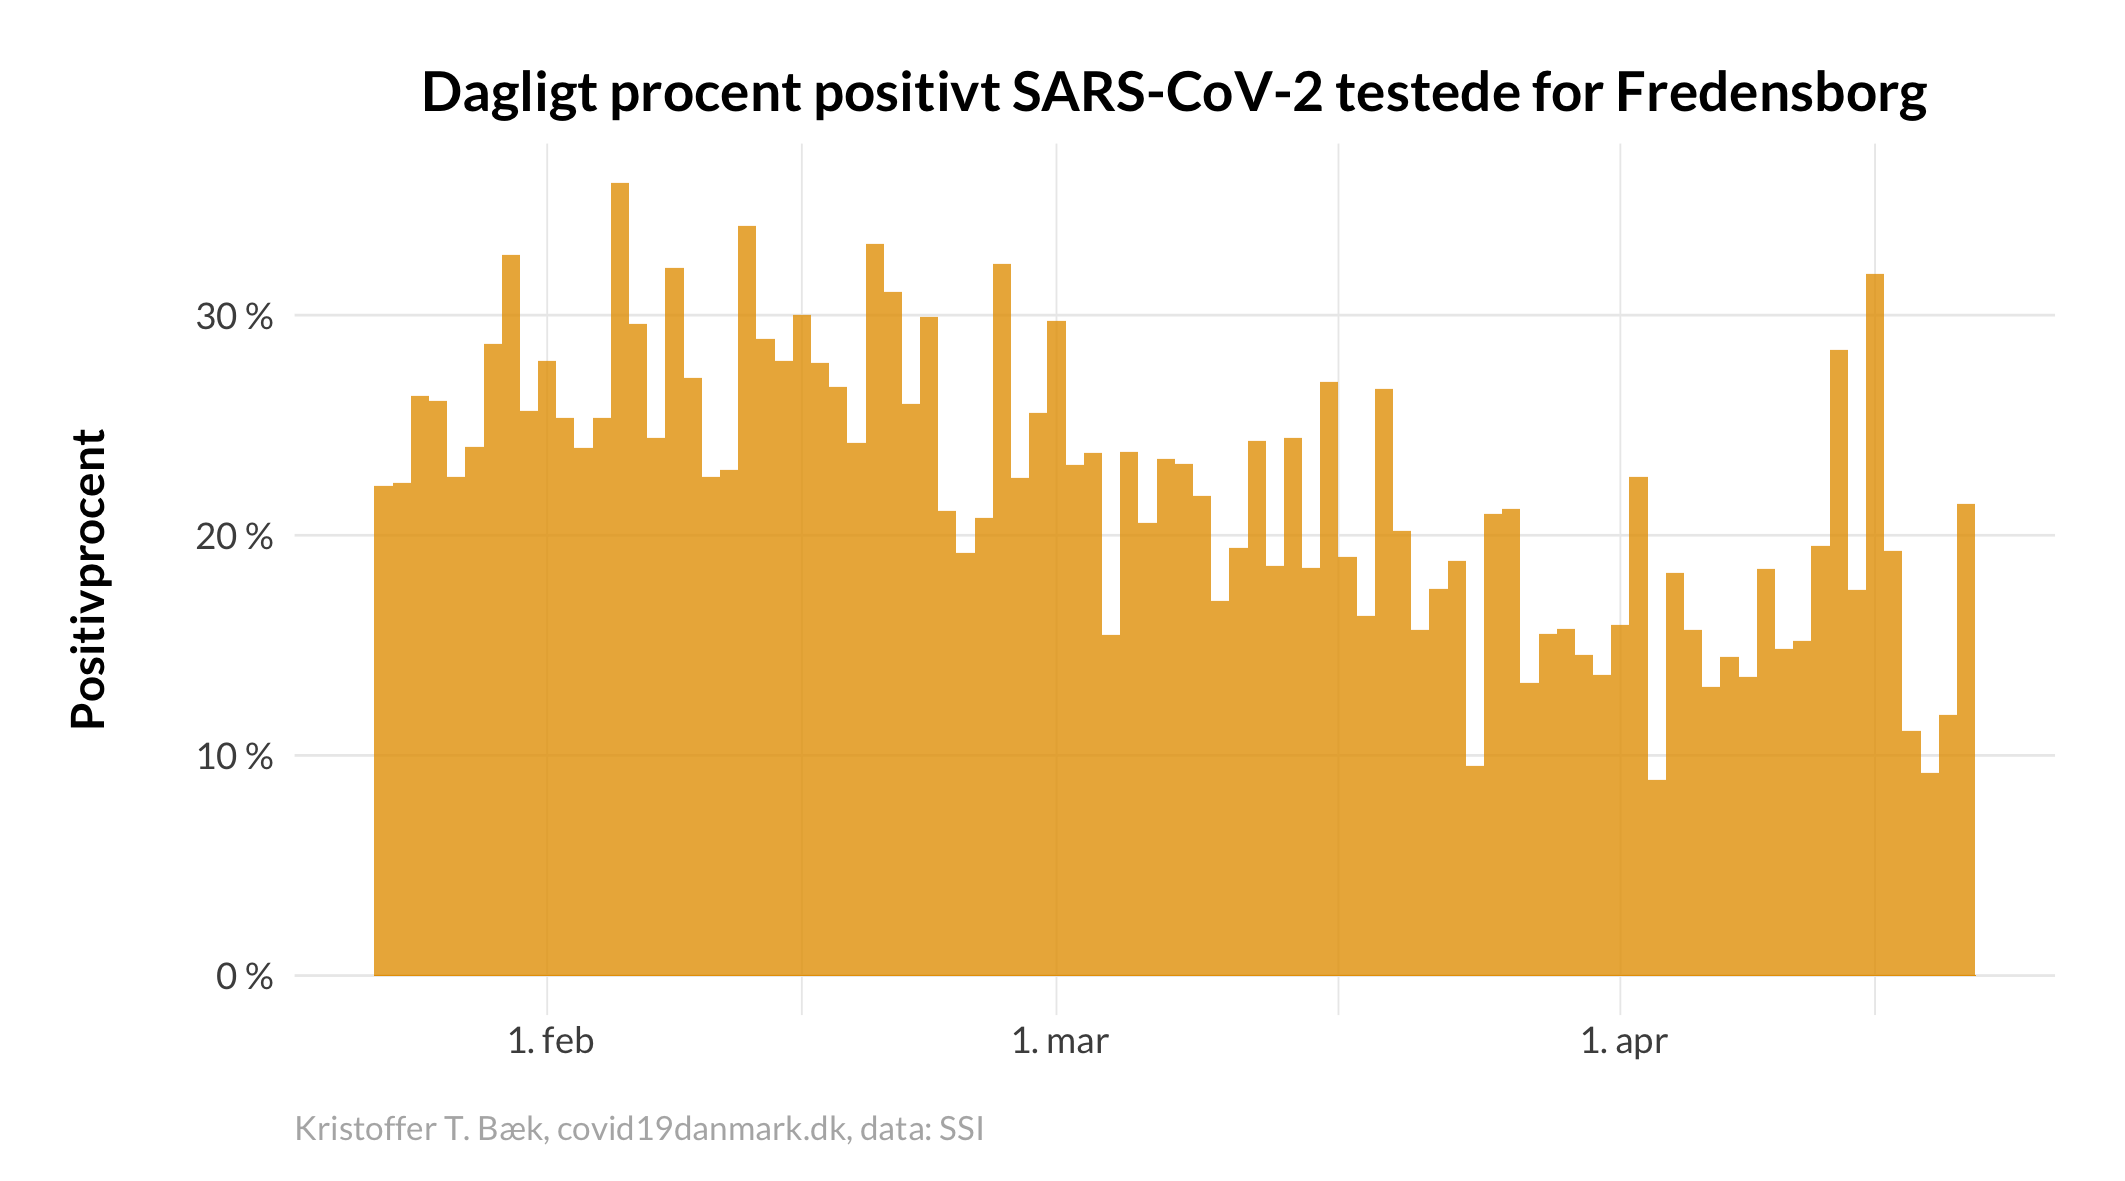 Dagligt procent positivt SARS-CoV-2 testede for Fredensborg
Positivprocent
30 %
20 %
10 %
0 %
1. feb
1. mar
1. apr
Kristoffer T. Bæk, covid19danmark.dk, data: SSI